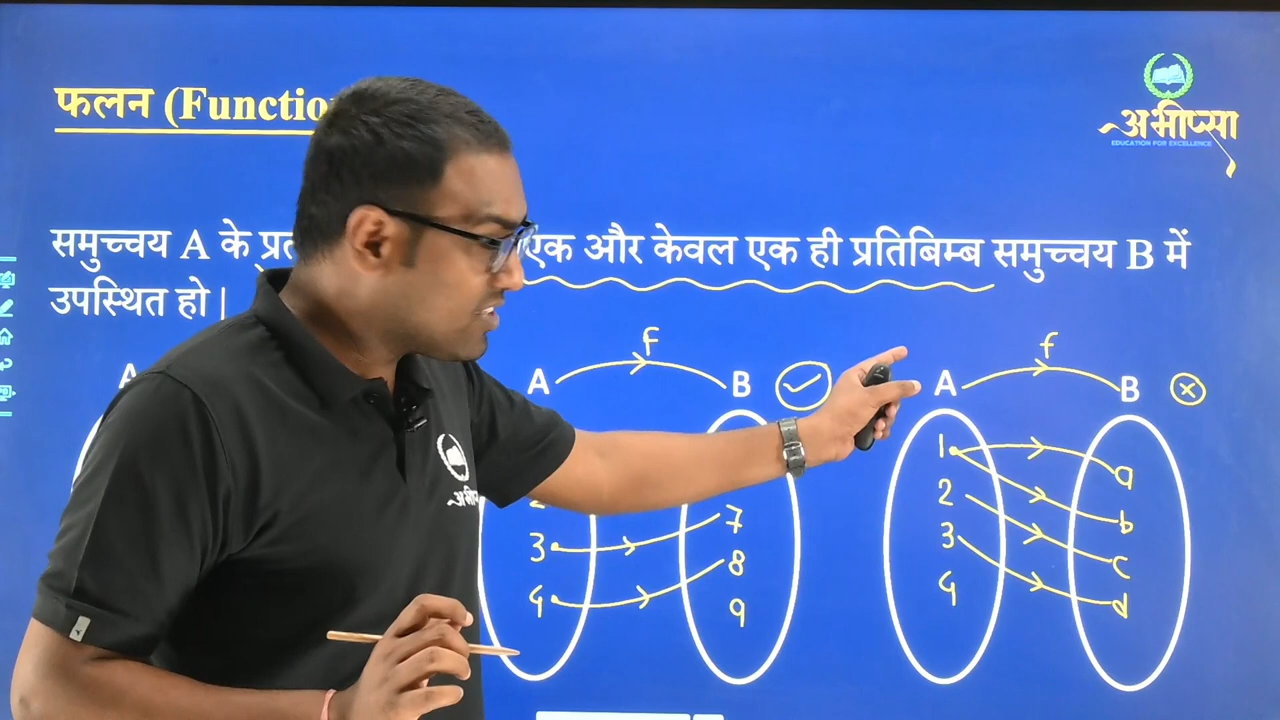 फलन (Functio
अभीप्सा
EDUCATION FOR EXCELLENCE
समुच्चय A के प्रत एक और केवल एक ही प्रतिबिम्ब समुच्चय B में
उपस्थित हो |
f
f
A
A B
A B
1 a
2 b
3 7
3 c
4 8
4 d
9